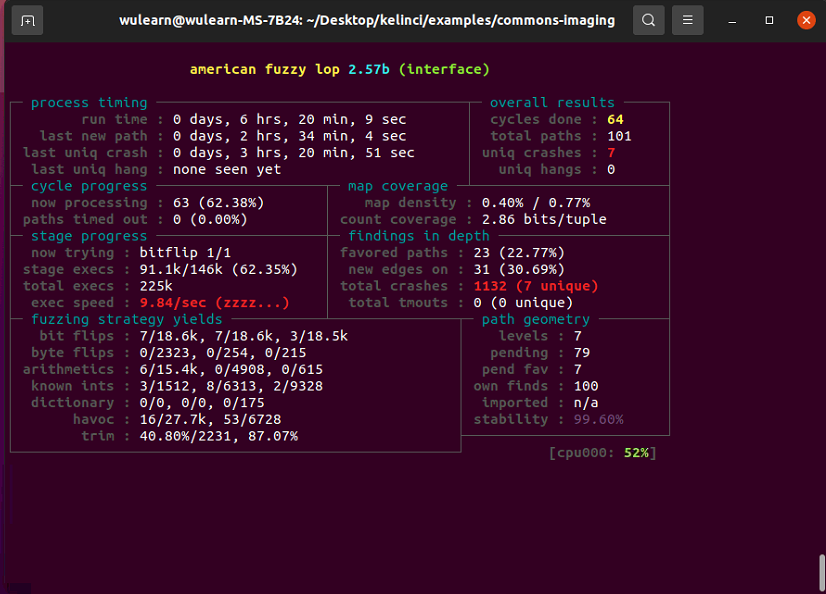 wulearn@wulearn-MS-7B24: ~/Desktop/kelinci/examples/commons-imaging
american fuzzy lop 2.57b (interface)
process timing overall results
run time : 0 days, 6 hrs, 20 min, 9 sec cycles done : 64
last new path : 0 days, 2 hrs, 34 min, 4 sec total paths : 101
last uniq crash : 0 days, 3 hrs, 20 min, 51 sec uniq crashes : 7
last uniq hang : none seen yet uniq hangs : 0
cycle progress map coverage
now processing : 63 (62.38%) map density : 0.40% / 0.77%
paths timed out : 0 (0.00%) count coverage : 2.86 bits/tuple
stage progress findings in depth
now trying : bitflip 1/1 favored paths : 23 (22.77%)
stage execs : 91.1k/146k (62.35%) new edges on : 31 (30.69%)
total execs : 225k total crashes : 1132 (7 unique)
exec speed : 9.84/sec (zzzz...) total tmouts : 0 (0 unique)
fuzzing strategy yields path geometry
bit flips : 7/18.6k, 7/18.6k, 3/18.5k levels : 7
byte flips : 0/2323, 0/254, 0/215 pending : 79
arithmetics : 6/15.4k, 0/4908, 0/615 pend fav : 7
known ints : 3/1512, 8/6313, 2/9328 own finds : 100
dictionary : 0/0, 0/0, 0/175 imported : n/a
havoc : 16/27.7k, 53/6728 stability : 99.60%
trim : 40.80%/2231, 87.07%
[cpu000: 52%]